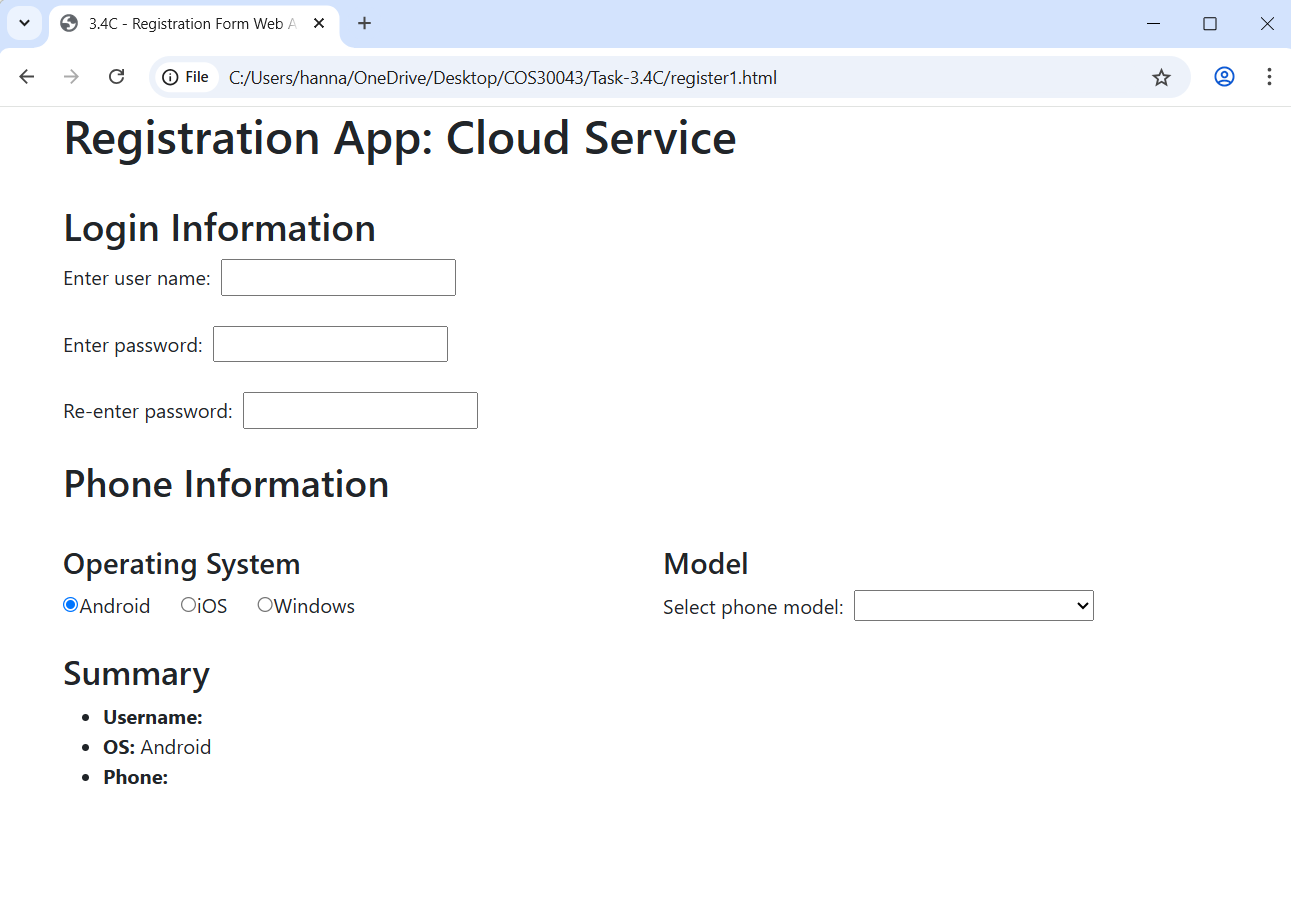 3.4C - Registration Form Web A
File C:/Users/hanna/OneDrive/Desktop/COS30043/Task-3.4C/register1.html
Registration App: Cloud Service
Login Information
Enter user name:
Enter password:
Re-enter password:
Phone Information
Operating System
Android iOS Windows
Model
Select phone model:
Summary
• Username:
• OS: Android
• Phone: